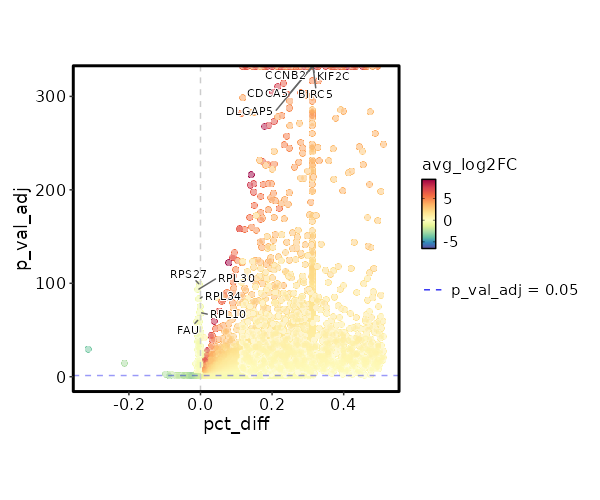 CCNB2 KIF2C
CDCA5 BIRC5
DLGAP5
RPS27
RPL30
RPL34
RPL10
FAU
300
200
100
0
p_val_adj
-0.2 0.0 0.2 0.4
pct_diff
avg_log2FC
5
0
-5
p_val_adj = 0.05